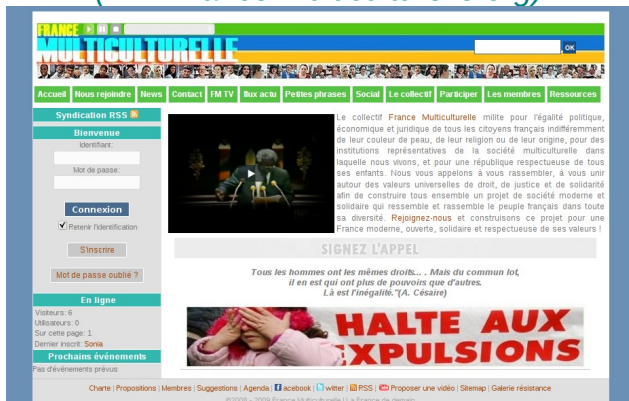 FRANCE
MULTICULTURELLE
OK
Accueil Nous rejoindre News Contact FM TV flux actu Petites phrases Social Le collectif Participer Les membres Ressources
Syndication RSS
Bienvenue
Identifiant:
Mot de passe:
Connexion
Retenir l'identification
S'inscrire
Mot de passe oublié ?
En ligne
Visiteurs: 6
Utilisateurs: 0
Sur cette page: 1
Dernier inscrit: Sonia
Prochains événements
Pas d'événements prévus
Le collectif France Multiculturelle milite pour l'égalité politique,
économique et juridique de tous les citoyens français indifféremment
de leur couleur de peau, de leur religion ou de leur origine, pour des
institutions représentatives de la société multiculturelle dans
laquelle nous vivons, et pour une république respectueuse de tous
ses enfants. Nous vous appelons à vous rassembler, à vous unir
autour des valeurs universelles de droit, de justice et de solidarité
afin de construire tous ensemble un projet de société moderne et
solidaire qui ressemble et rassemble le peuple français dans toute
sa diversité. Rejoignez-nous et construisons ce projet pour une
France moderne, ouverte, solidaire et respectueuse de ses valeurs !
SIGNEZ L'APPEL
Tous les hommes ont les mêmes droits... . Mais du commun lot,
il en est qui ont plus de pouvoirs que d'autres.
Là est l'inégalité."(A. Césaire)
HALTE AUX
EXPULSIONS
Charte | Propositions | Membres | Suggestions | Agenda | facebook | twitter | RSS | Proposer une vidéo | Sitemap | Galerie résistance
©2008 - 2009 France Multiculturelle | La France de demain